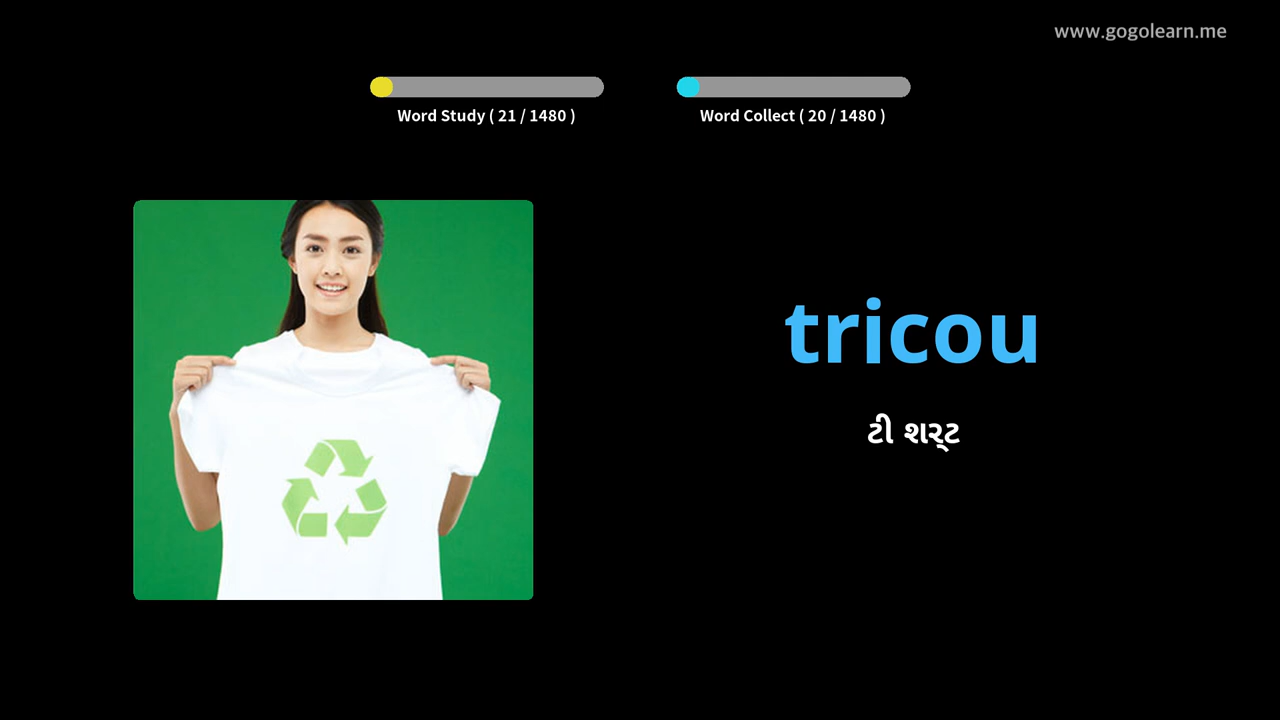 www.gogolearn.me
Word Study ( 21 / 1480 )
Word Collect ( 20 / 1480 )
tricou
ટી શર્ટ